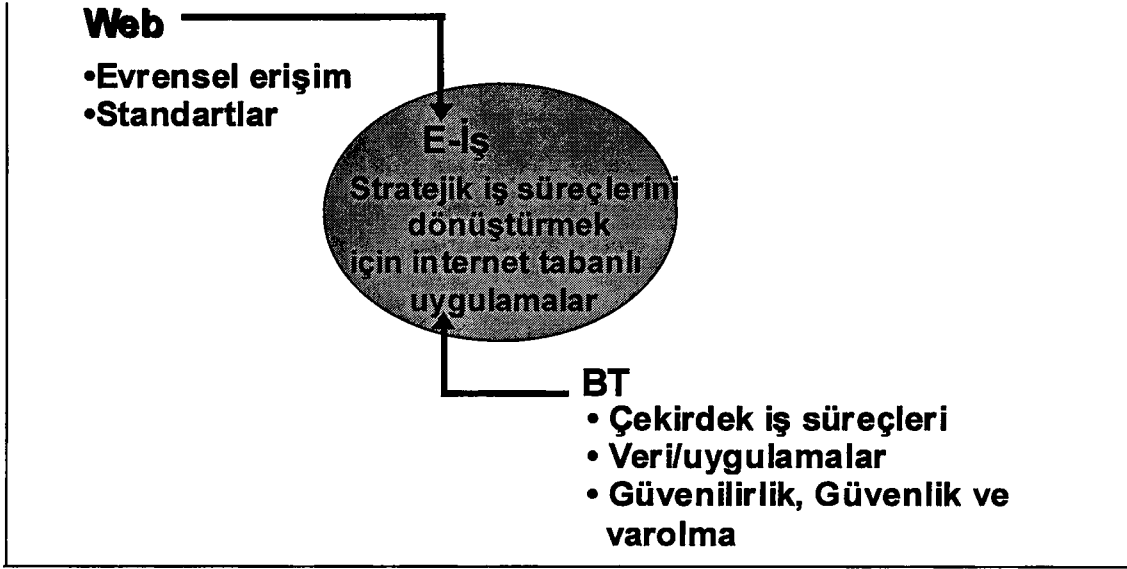 Web
•Evrensel erişim
•Standartlar
E-İş
Stratejik iş süreçlerini
dönüştürmek
için internet tabanlı
uygulamalar
BT
• Çekirdek iş süreçleri
• Veri/uygulamalar
• Güvenilirlik, Güvenlik ve
varolma